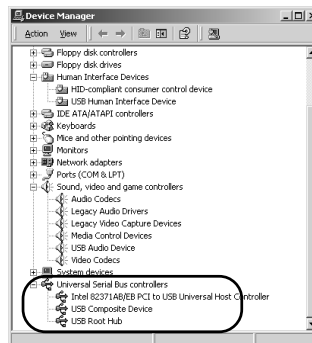 Device Manager
Action View
Floppy disk controllers
Floppy disk drives
Human Interface Devices
HID-compliant consumer control device
USB Human Interface Device
IDE ATA/ATAPI controllers
Keyboards
Mice and other pointing devices
Monitors
Network adapters
Ports (COM & LPT)
Sound, video and game controllers
Audio Codecs
Legacy Audio Drivers
Legacy Video Capture Devices
Media Control Devices
USB Audio Device
Video Codecs
System devices
Universal Serial Bus controllers
Intel 82371AB/EB PCI to USB Universal Host Controller
USB Composite Device
USB Root Hub